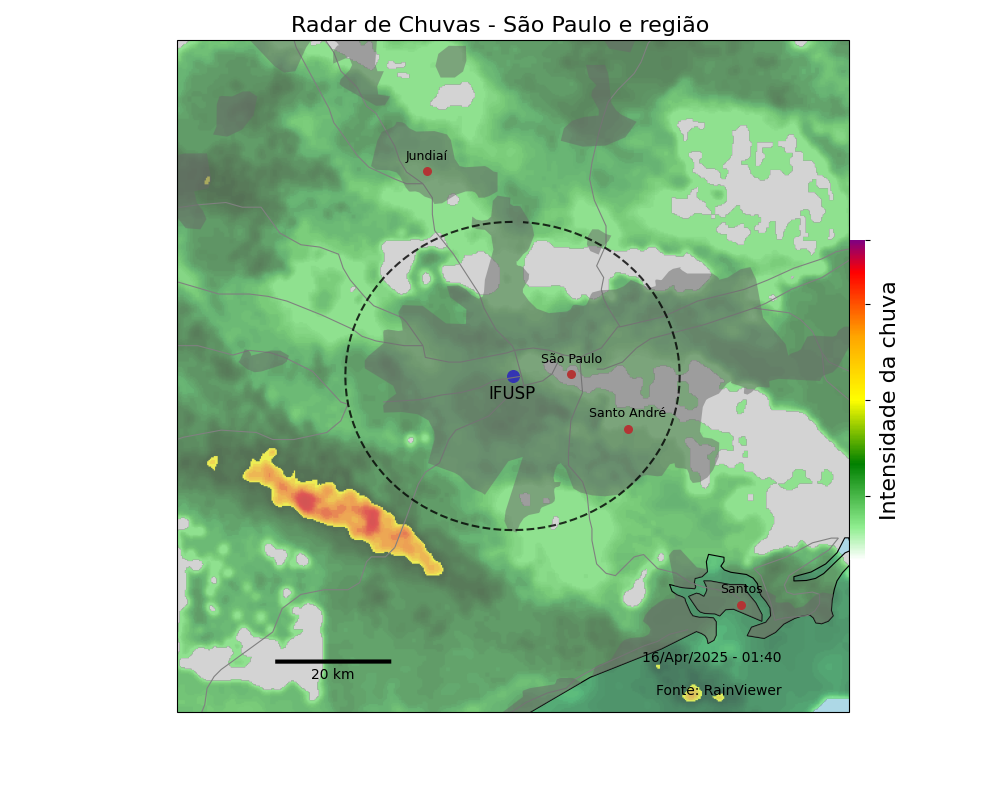 Radar de Chuvas - São Paulo e região
Jundiaí
São Paulo
IFUSP
Santo André
Intensidade da chuva
Santos
16/Apr/2025 - 01:40
20 km
Fonte: RainViewer